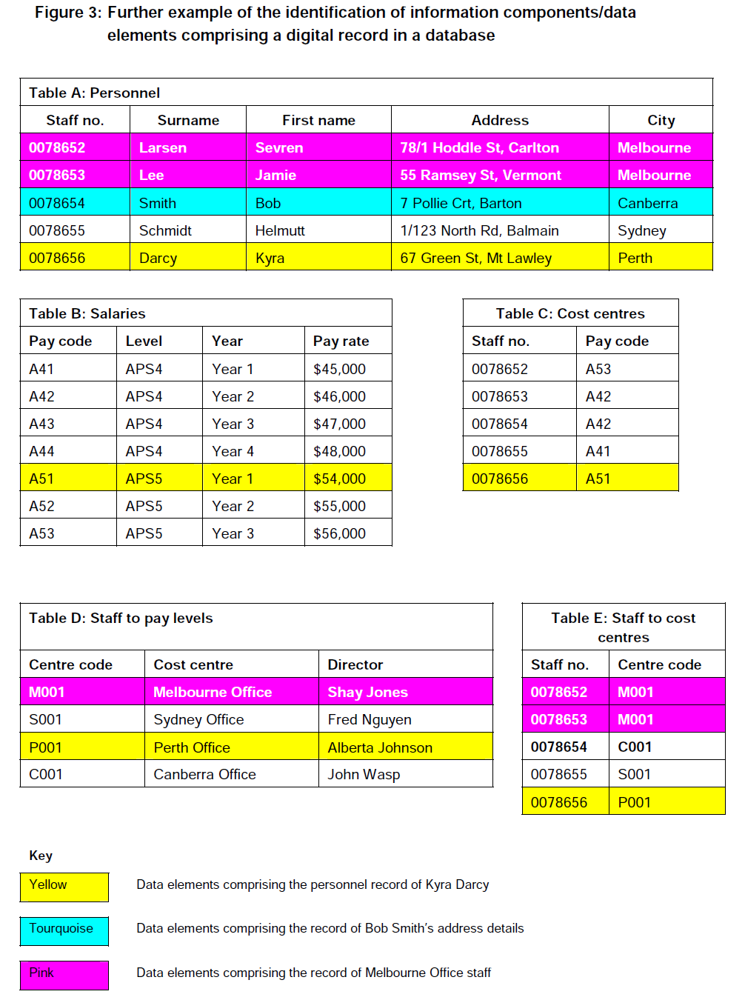 Figure 3: Further example of the identification of information components/data
elements comprising a digital record in a database
Table A: Personnel
Staff no. Surname First name Address City
0078652 Larsen Sevren 78/1 Hoddle St, Carlton Melbourne
0078653 Lee Jamie 55 Ramsey St, Vermont Melbourne
0078654 Smith Bob 7 Pollie Crt, Barton Canberra
0078655 Schmidt Helmutt 1/123 North Rd, Balmain Sydney
0078656 Darcy Kyra 67 Green St, Mt Lawley Perth
Table B: Salaries
Pay code Level Year Pay rate
A41 APS4 Year 1 $45,000
A42 APS4 Year 2 $46,000
A43 APS4 Year 3 $47,000
A44 APS4 Year 4 $48,000
A51 APS5 Year 1 $54,000
A52 APS5 Year 2 $55,000
A53 APS5 Year 3 $56,000
Table C: Cost centres
Staff no. Pay code
0078652 A53
0078653 A42
0078654 A42
0078655 A41
0078656 A51
Table D: Staff to pay levels
Centre code Cost centre Director
M001 Melbourne Office Shay Jones
S001 Sydney Office Fred Nguyen
P001 Perth Office Alberta Johnson
C001 Canberra Office John Wasp
Table E: Staff to cost
centres
Staff no. Centre code
0078652 M001
0078653 M001
0078654 C001
0078655 S001
0078656 P001
Key
Yellow Data elements comprising the personnel record of Kyra Darcy
Tourquoise Data elements comprising the record of Bob Smith's address details
Pink Data elements comprising the record of Melbourne Office staff